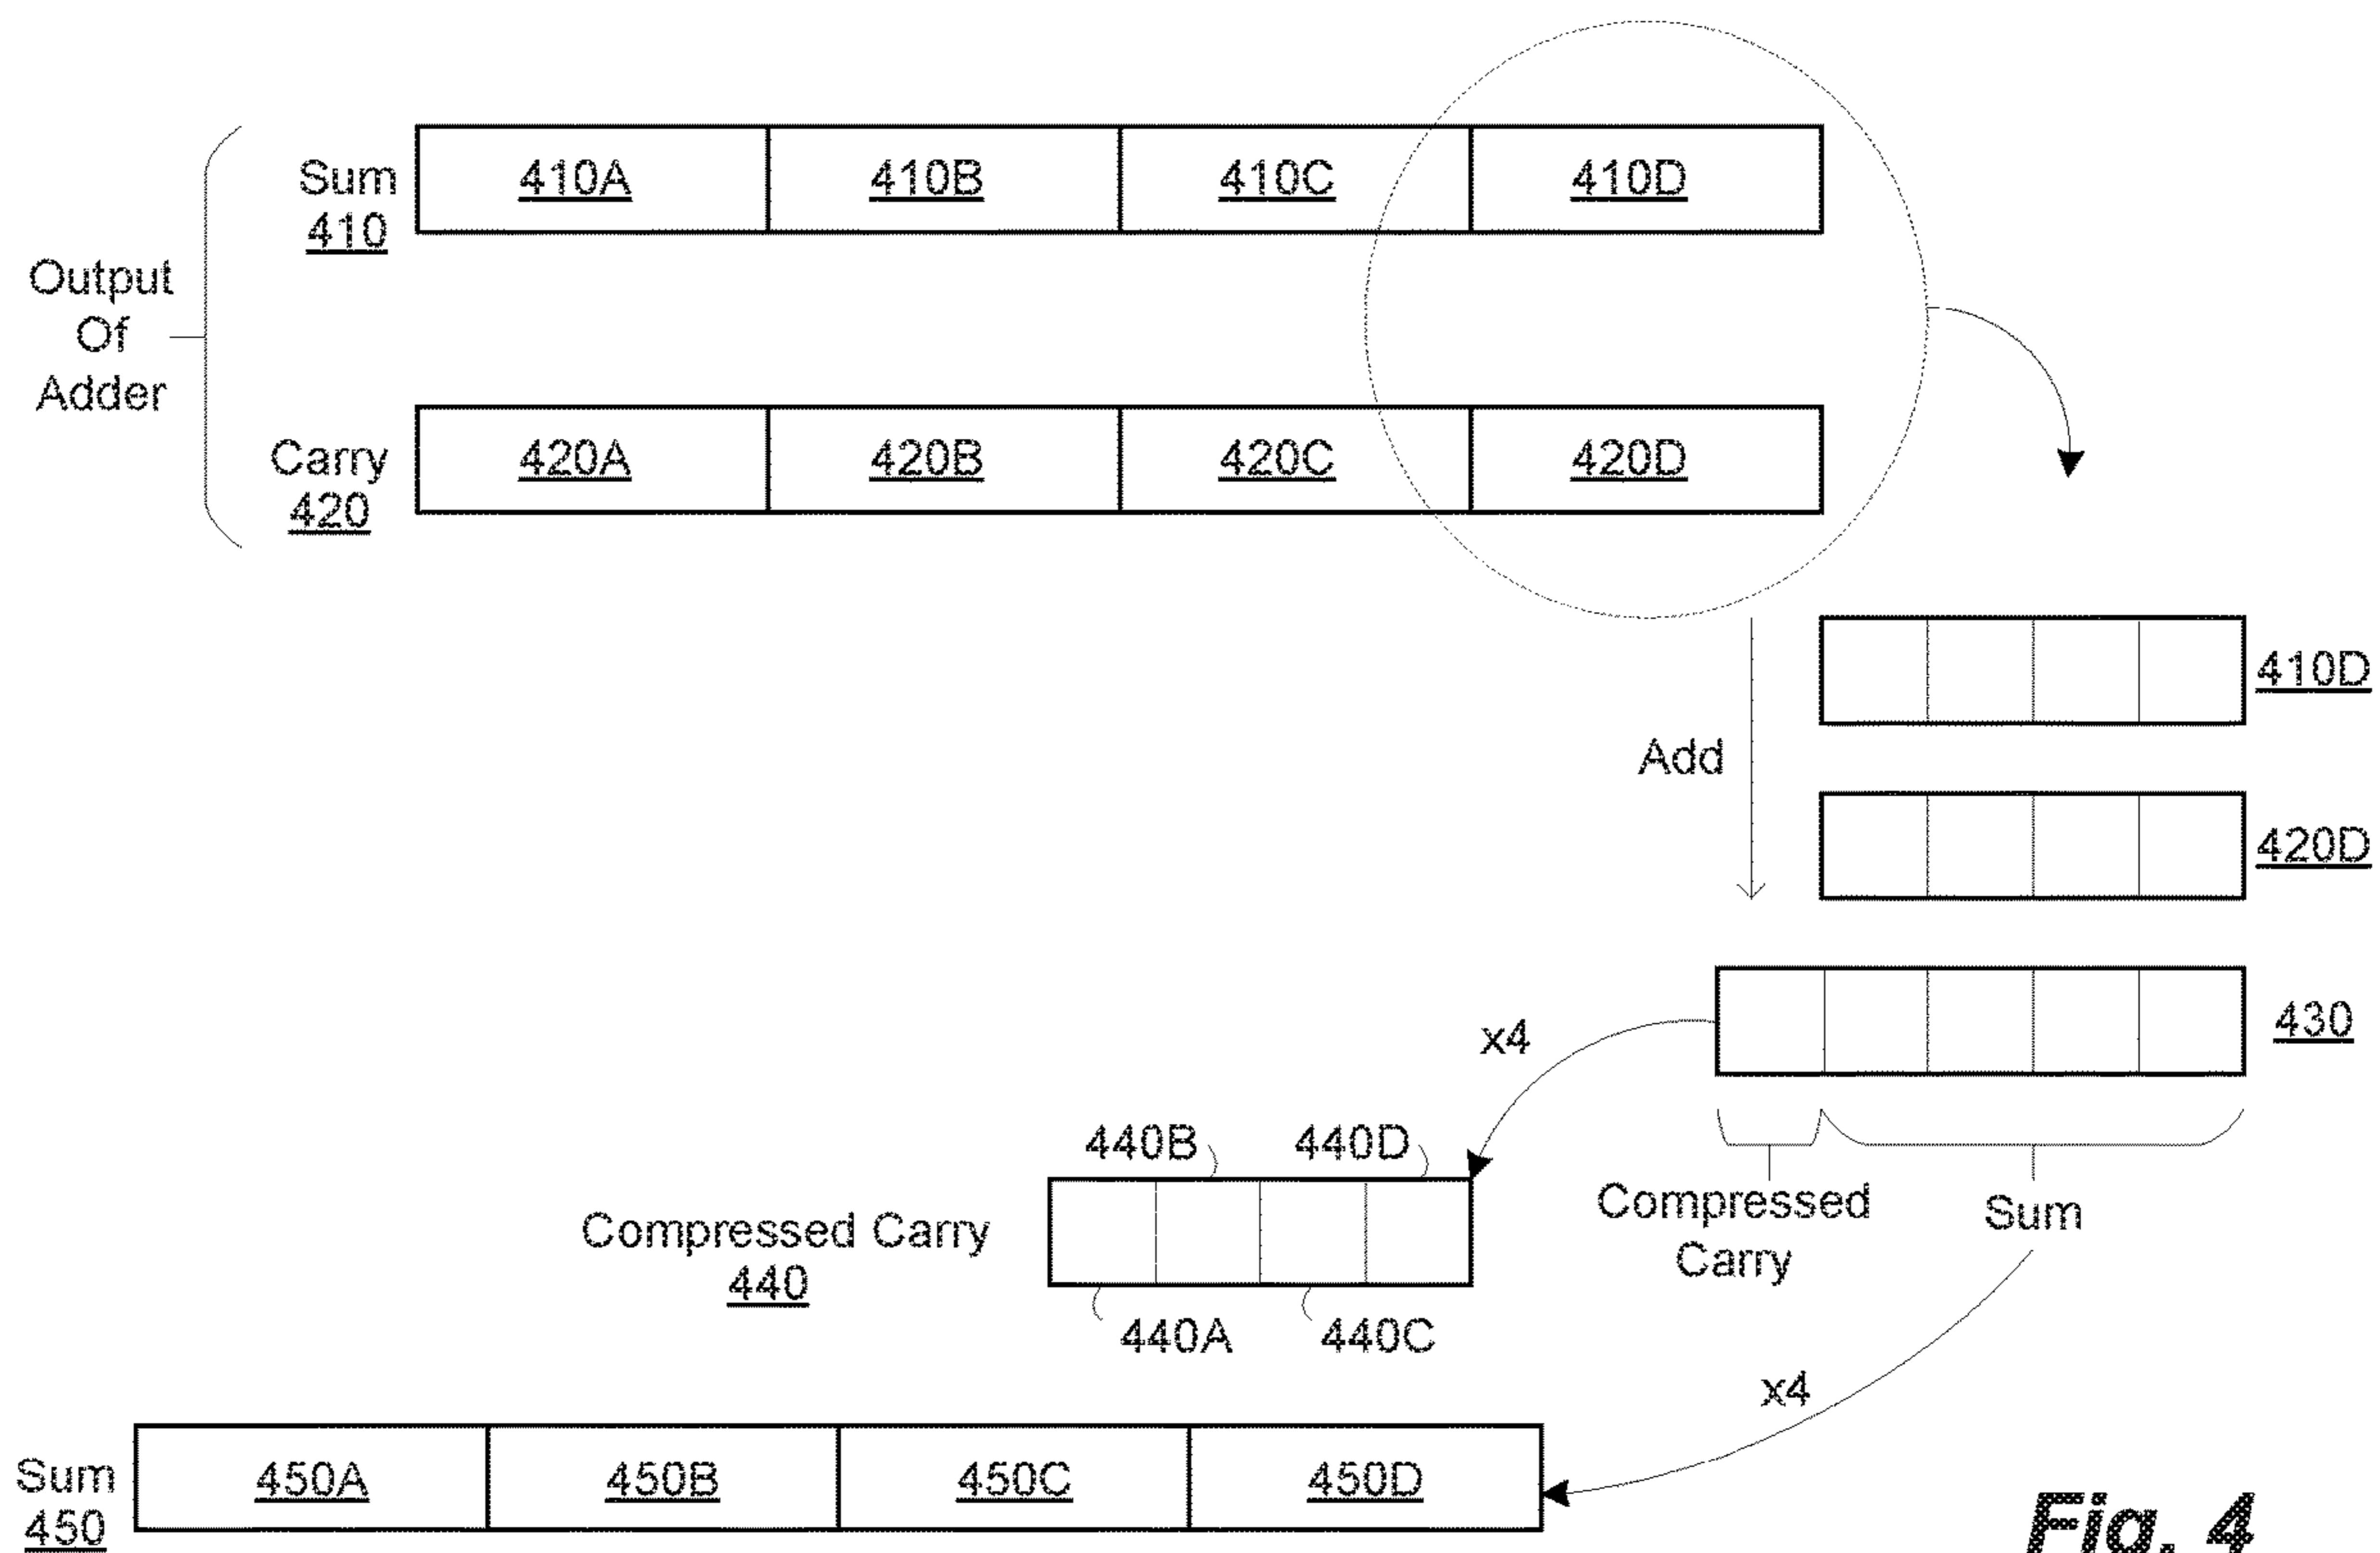 Output
Of
Adder
Sum
410
410A 410B 410C 410D
Carry
420
420A 420B 420C 420D
410D
Add
420D
430
x4
440B 440D
Compressed Carry
440
440A 440C
Compressed
Carry
Sum
x4
Sum
450
450A 450B 450C 450D
Fig. 4